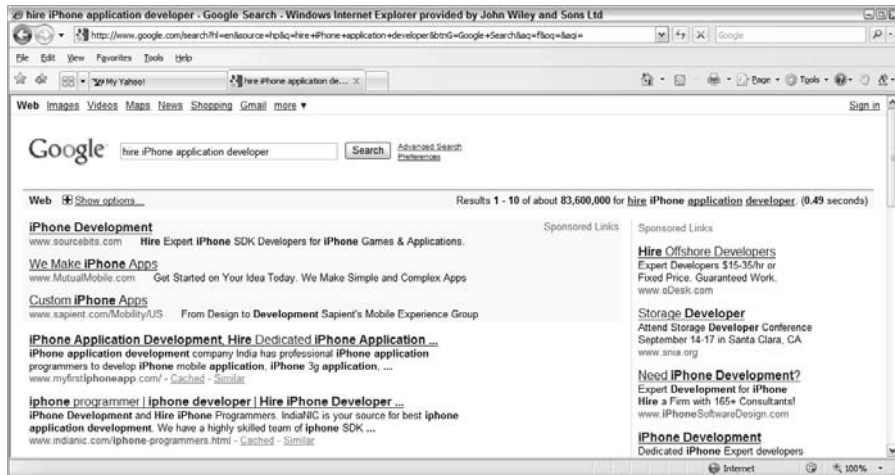 hire iPhone application developer - Google Search - Windows Internet Explorer provided by John Wiley and Sons Ltd
http://www.google.com/search?hl=en&source=hp&q=hire+iPhone+application+developer&btnG=Google+Search&aq=f&oq=&aqi= Google
File Edit View Favorites Tools Help
My Yahoo! hire iPhone application de... Page Tools
Web Images Videos Maps News Shopping Gmail more ▼ Sign in
Google hire iPhone application developer Search Advanced Search
Preferences
Web Show options... Results 1 - 10 of about 83,600,000 for hire iPhone application developer. (0.49 seconds)
iPhone Development Sponsored Links
www.sourcebits.com Hire Expert iPhone SDK Developers for iPhone Games & Applications.
We Make iPhone Apps
www.MutualMobile.com Get Started on Your Idea Today. We Make Simple and Complex Apps
Custom iPhone Apps
www.sapient.com/Mobility/US From Design to Development Sapient's Mobile Experience Group
iPhone Application Development, Hire Dedicated iPhone Application ...
iPhone application development company India has professional iPhone application
programmers to develop iPhone mobile application, iPhone 3g application, ...
www.myfirstiphoneapp.com/ - Cached - Similar
iphone programmer | iphone developer | Hire iPhone Developer ...
iPhone Development and Hire iPhone Programmers. IndiaNIC is your source for best iphone
application development. We have a highly skilled team of iphone SDK ...
www.indianic.com/iphone-programmers.html - Cached - Similar
Sponsored Links
Hire Offshore Developers
Expert Developers $15-35/hr or
Fixed Price. Guaranteed Work.
www.oDesk.com
Storage Developer
Attend Storage Developer Conference
September 14-17 in Santa Clara, CA
www.snia.org
Need iPhone Development?
Expert Development for iPhone
Hire a Firm with 165+ Consultants!
www.iPhoneSoftwareDesign.com
iPhone Development
Dedicated iPhone Expert developers
Internet 100%